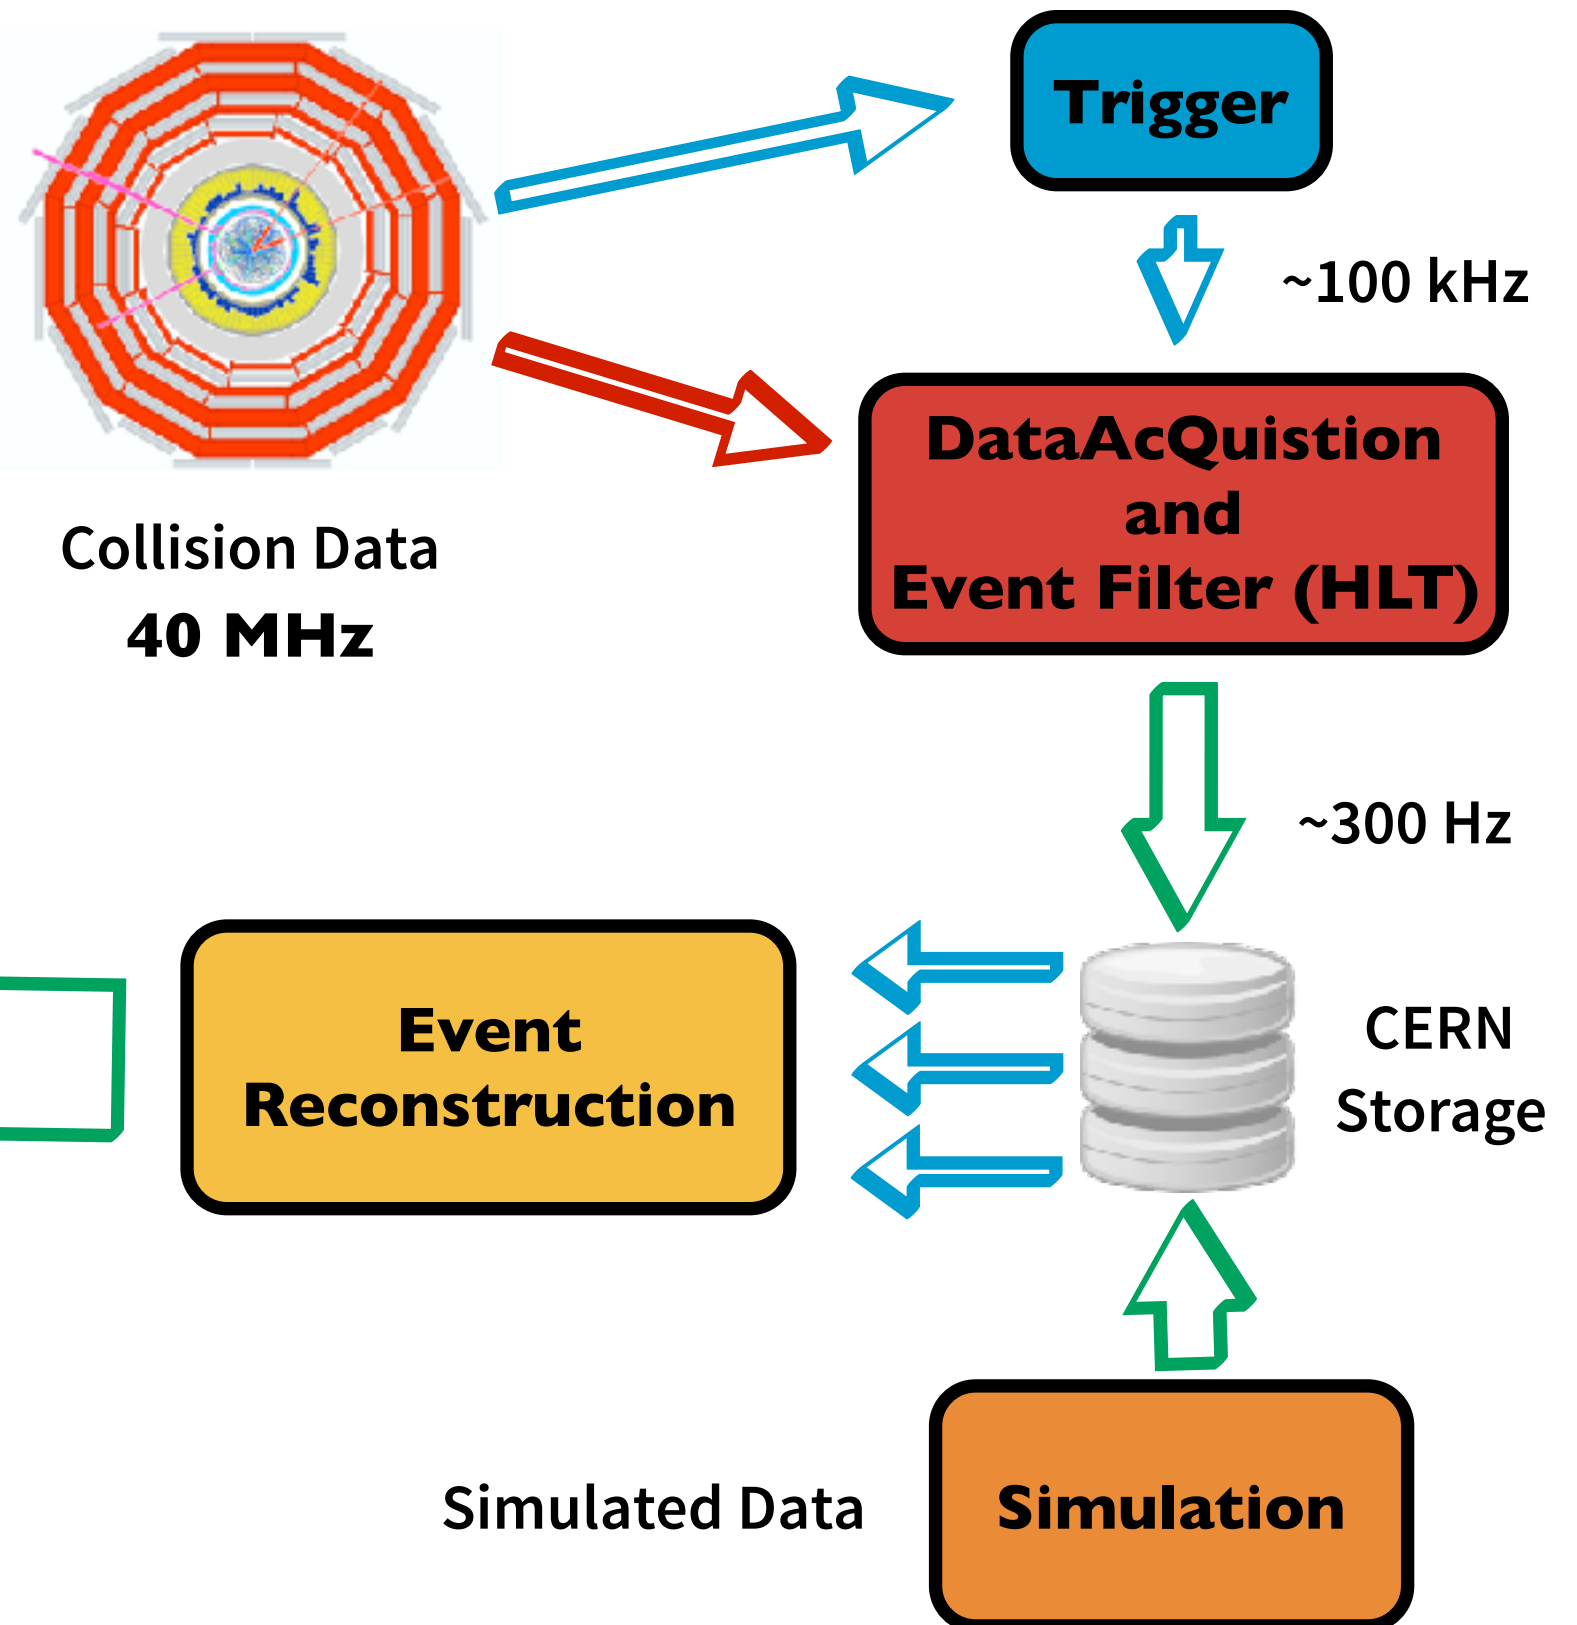 Trigger
~100 kHz
DataAcQuistion
and
Event Filter (HLT)
Collision Data
40 MHz
~300 Hz
Event
Reconstruction
CERN
Storage
Simulated Data
Simulation